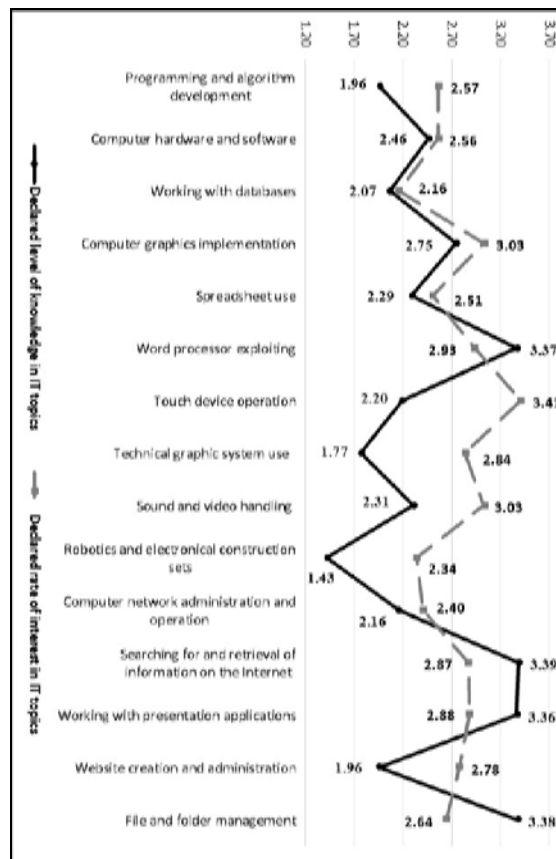 1.20 1.70 2.20 2.70 3.20 3.70
Programming and algorithm
development
1.96 2.57
Computer hardware and software
2.46 2.56
Working with databases
2.07 2.16
Computer graphics implementation
2.75 3.03
Spreadsheet use
2.29 2.51
Word processor exploiting
2.93 3.37
Touch device operation
2.20 3.41
Technical graphic system use
1.77 2.84
Sound and video handling
2.31 3.03
Robotics and electronical construction
sets
1.43 2.34
Computer network administration and
operation
2.16 2.40
Searching for and retrieval of
information on the Internet
2.87 3.39
Working with presentation applications
2.88 3.36
Website creation and administration
1.96 2.78
File and folder management
2.64 3.38
Declared level of knowledge in IT topics
Declared rate of interest in IT topics